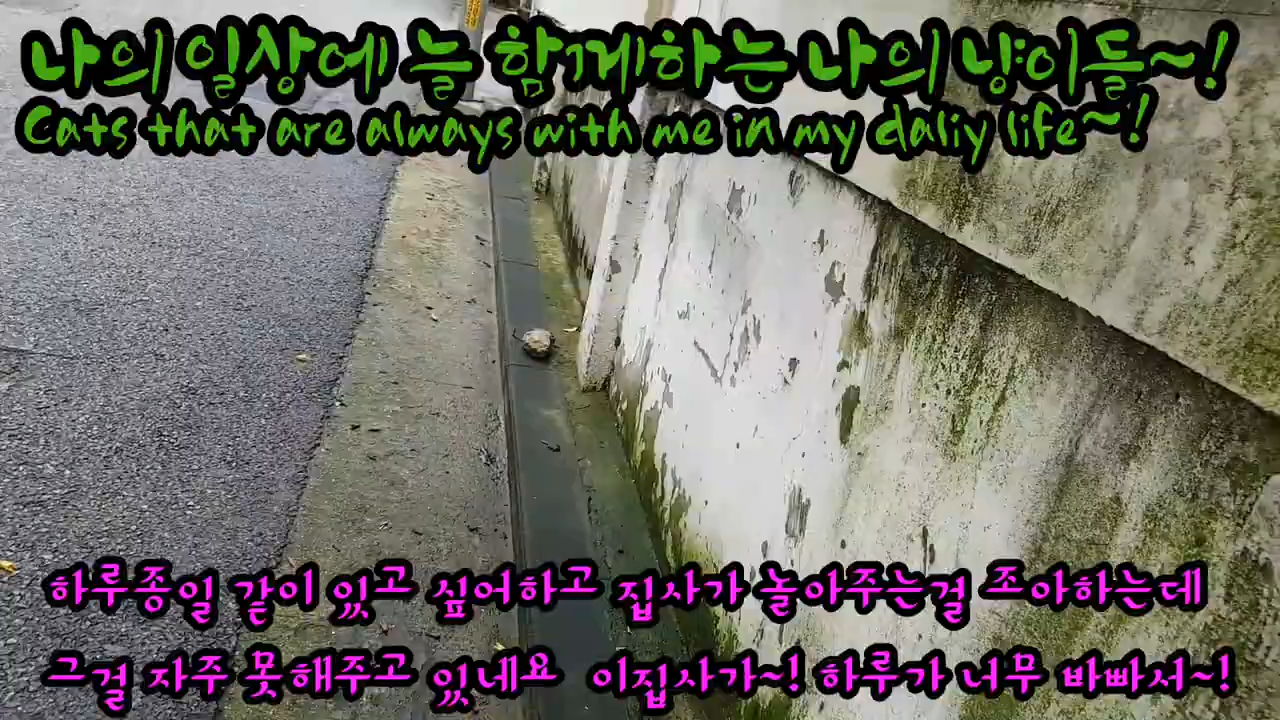 나의 일상에 늘 함께하는 나의 냥이들~!
Cats that are always with me in my daliy life~!
하루종일 같이 있고 싶어하고 집사가 놀아주는걸 조아하는데
그걸 자주 못해주고 있네요 이집사가~! 하루가 너무 바빠서~!